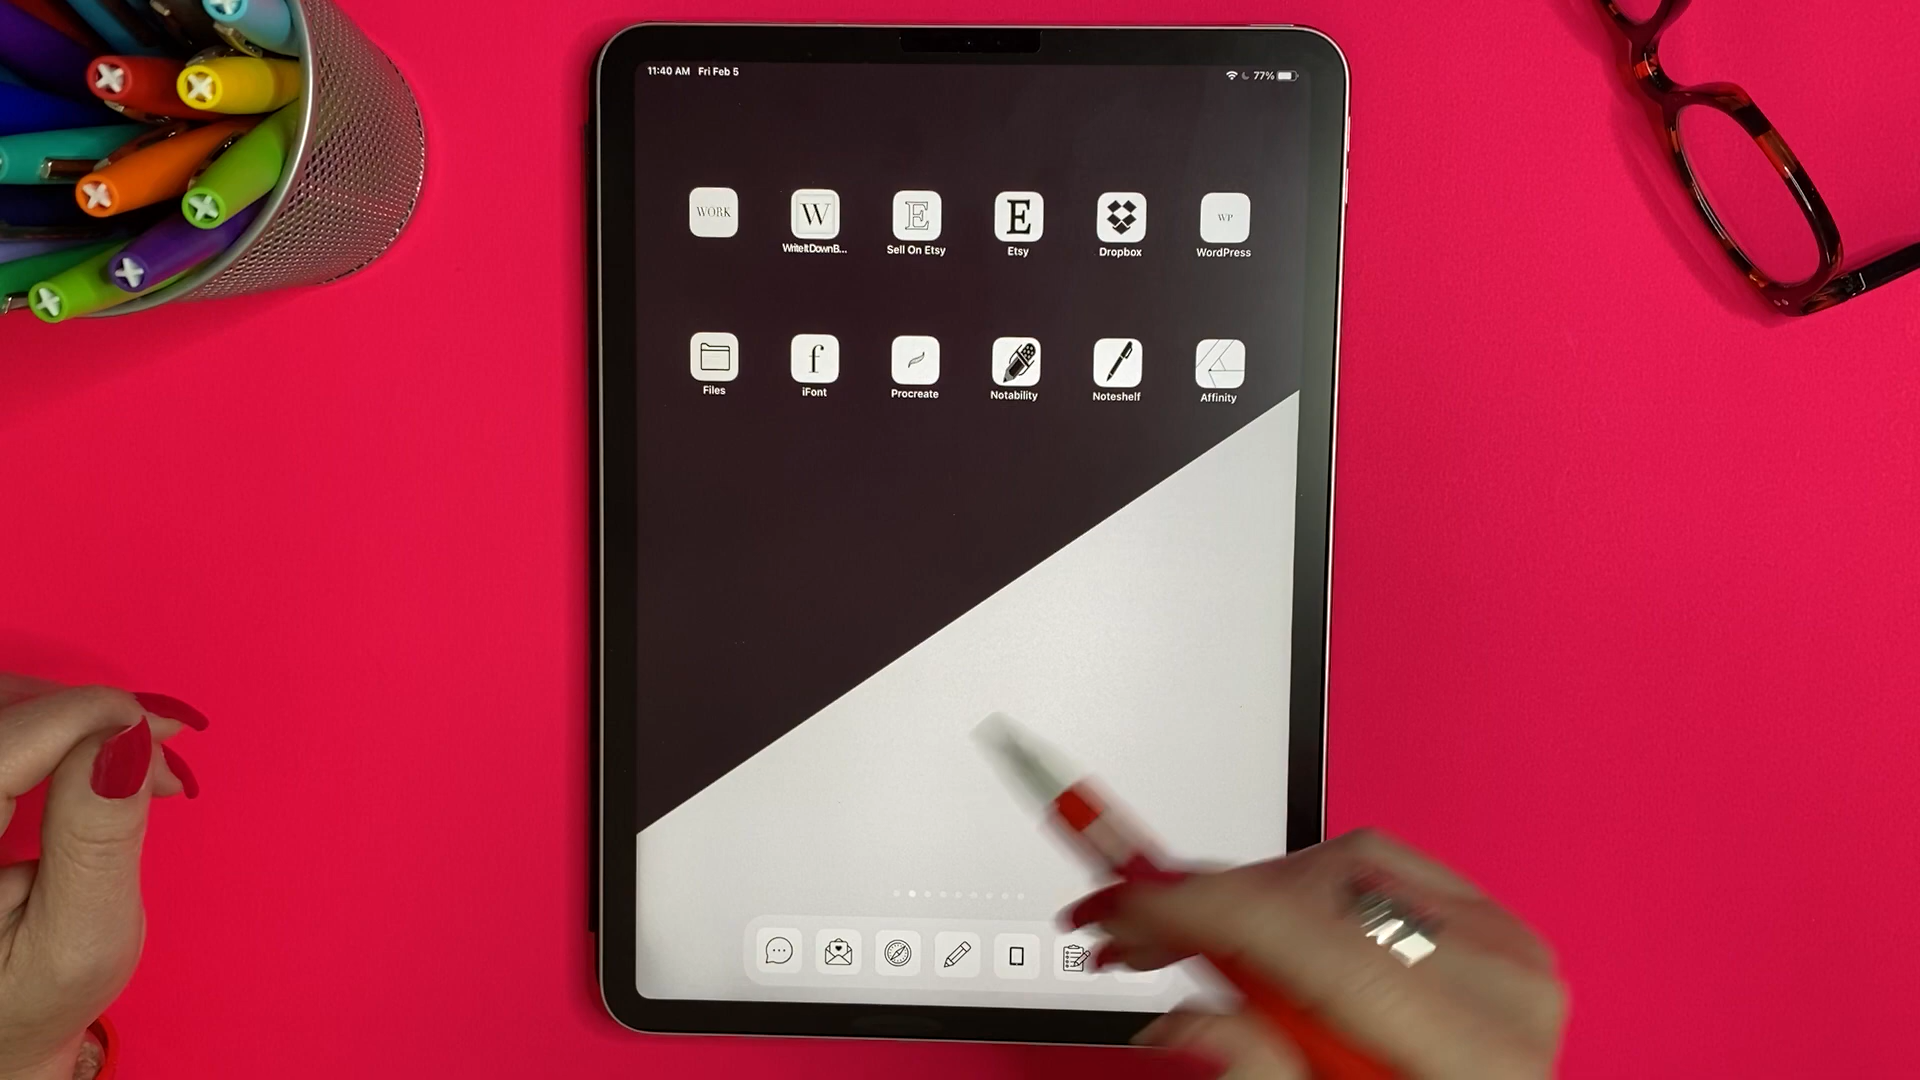 11:40 AM Fri Feb 5
77%
WORK
W
E
E
WP
WriteItDownB...
Sell On Etsy
Etsy
Dropbox
WordPress
f
Files
iFont
Procreate
Notability
Noteshelf
Affinity